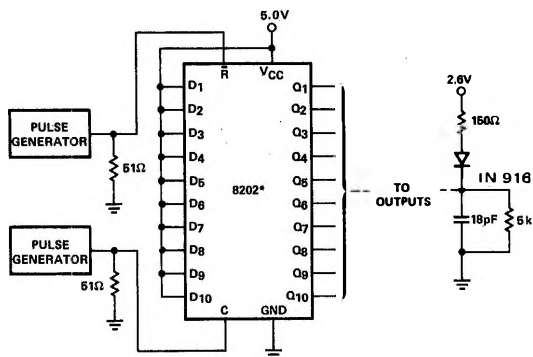 5.0V
R̅
VCC
D1
D2
D3
D4
D5
D6
D7
D8
D9
D10
Q1
Q2
Q3
Q4
Q5
Q6
Q7
Q8
Q9
Q10
8202*
C
GND
PULSE
GENERATOR
51Ω
PULSE
GENERATOR
51Ω
TO
OUTPUTS
2.6V
150Ω
IN 916
18pF
5k